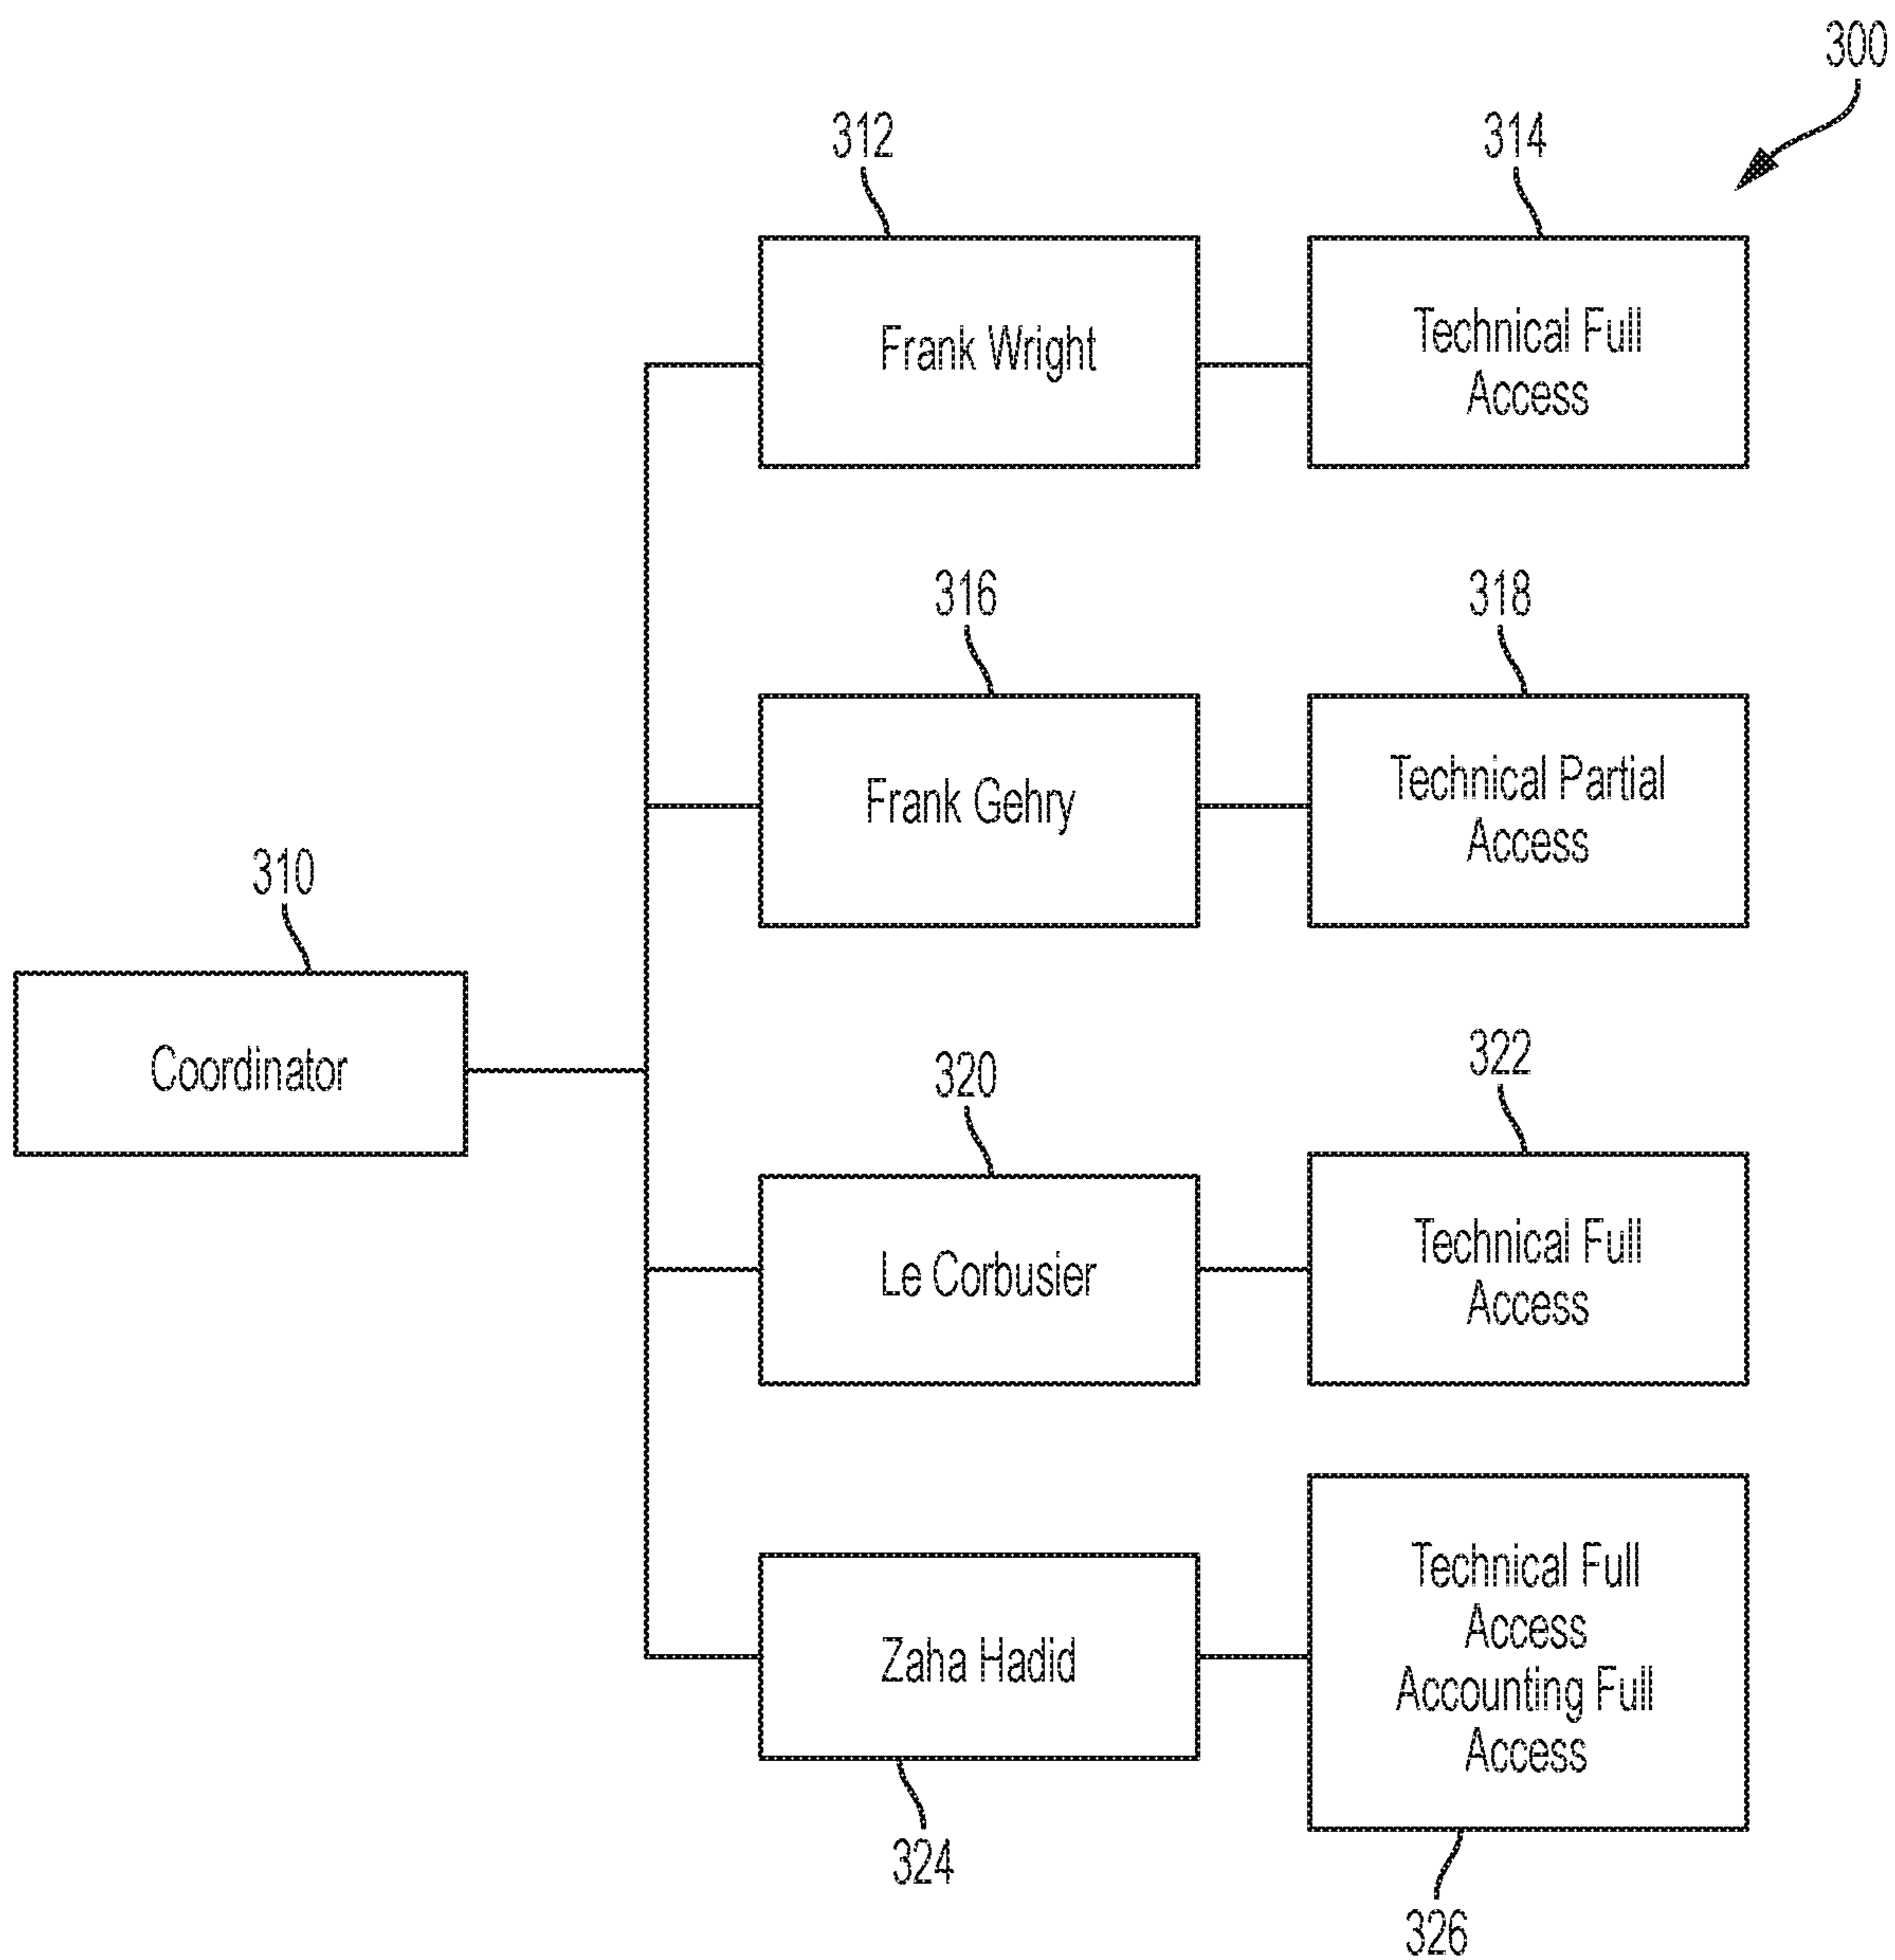 300
312
314
Frank Wright
Technical Full
Access
316
318
Frank Gehry
Technical Partial
Access
310
Coordinator
320
322
Le Corbusier
Technical Full
Access
Zaha Hadid
Technical Full
Access
Accounting Full
Access
324
326